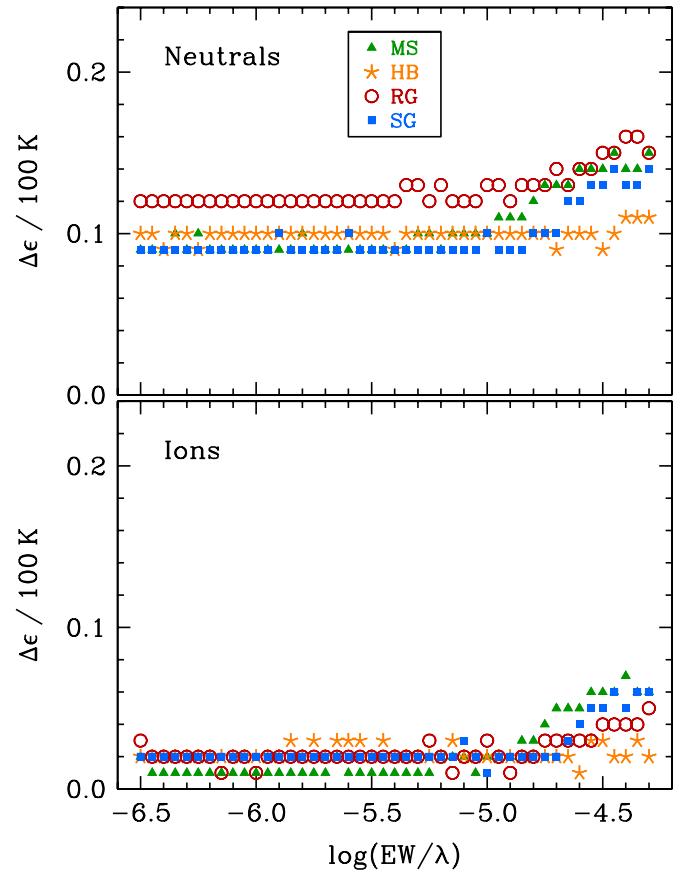 Neutrals
MS
HB
RG
SG
0.2
0.1
0.0
Δϵ / 100 K
Ions
0.2
0.1
0.0
Δϵ / 100 K
−6.5 −6.0 −5.5 −5.0 −4.5
log(EW/λ)